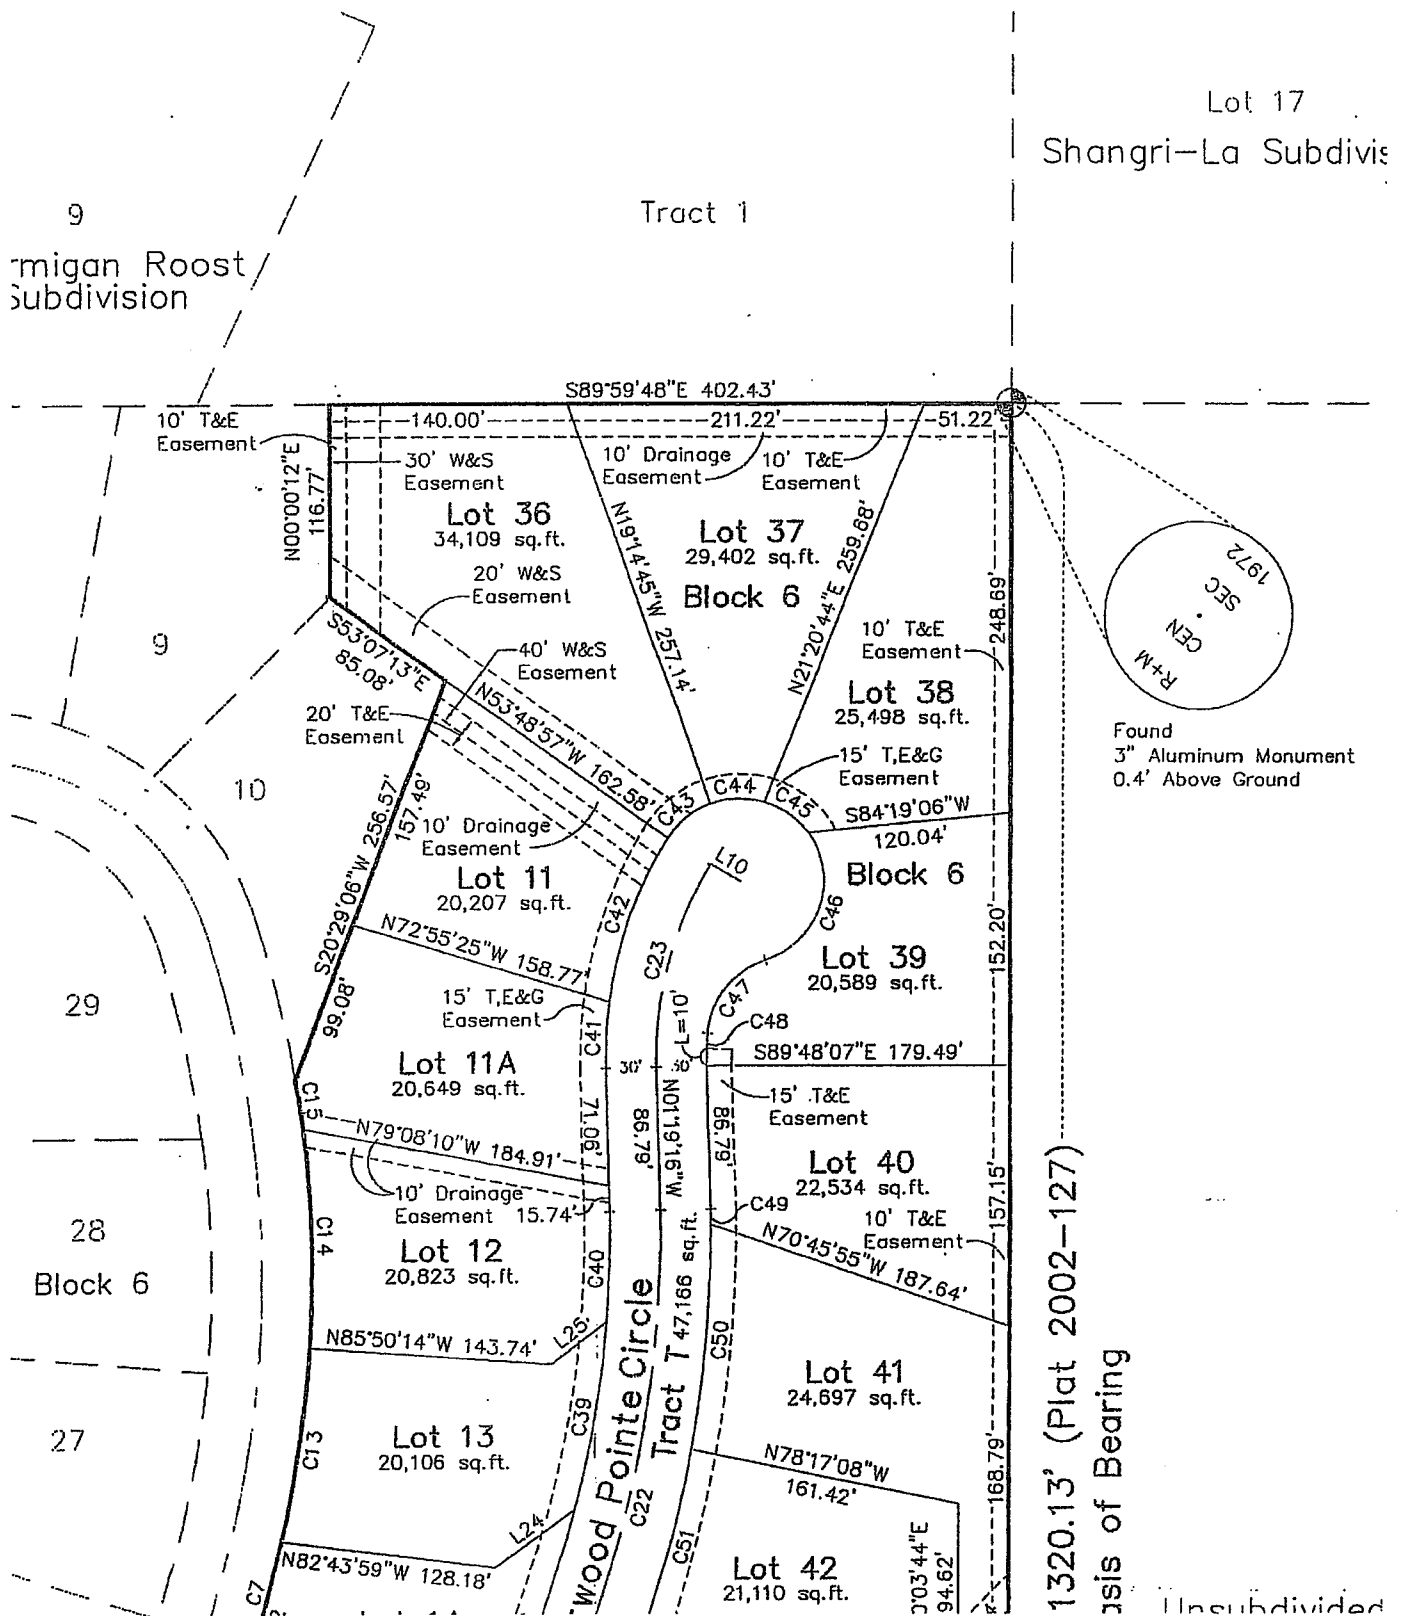 Lot 17
Shangri-La Subdivis
Tract 1
9
rmigan Roost
Subdivision
S89°59'48"E 402.43'
140.00'
211.22'
51.22'
10' T&E
Easement
N00°00'12"E
116.77'
30' W&S
Easement
10' Drainage
Easement
10' T&E
Easement
Lot 36
34,109 sq.ft.
N19°14'45"W 257.14'
Lot 37
29,402 sq.ft.
Block 6
N21°20'44"E 259.68'
248.69'
1972
SEC
CEN
R+M
20' W&S
Easement
9
S53°07'13"E
85.08'
40' W&S
Easement
10' T&E
Easement
Lot 38
25,498 sq.ft.
N53°48'57"W 162.58'
20' T&E
Easement
Found
3" Aluminum Monument
0.4' Above Ground
15' T,E&G
Easement
10
C43
C44
C45
S84°19'06"W
120.04'
S20°29'06"W 256.57'
157.49'
10' Drainage
Easement
L10
Block 6
Lot 11
20,207 sq.ft.
C42
C46
N72°55'25"W 158.77'
C23
Lot 39
20,589 sq.ft.
152.20'
29
99.08'
15' T,E&G
Easement
C41
L=10'
C47
C48
Lot 11A
20,649 sq.ft.
30'
30'
S89°48'07"E 179.49'
C15
15' T&E
Easement
N79°08'10"W 184.91'
71.06'
86.79'
N01°19'16"W
86.79'
Lot 40
22,534 sq.ft.
157.15'
10' Drainage
Easement 15.74'
C49
10' T&E
Easement
28
Block 6
C14
Lot 12
20,823 sq.ft.
C40
N70°45'55"W 187.64'
N85°50'14"W 143.74'
L25
C50
Lot 41
24,697 sq.ft.
27
C13
Lot 13
20,106 sq.ft.
C39
wood Pointe Circle
Tract T 47,166 sq.ft.
C22
N78°17'08"W
161.42'
168.79'
1320.13' (Plat 2002-127)
asis of Bearing
L24
N82°43'59"W 128.18'
C7
C51
Lot 42
21,110 sq.ft.
0°03'44"E
94.62'
Unsubdivided